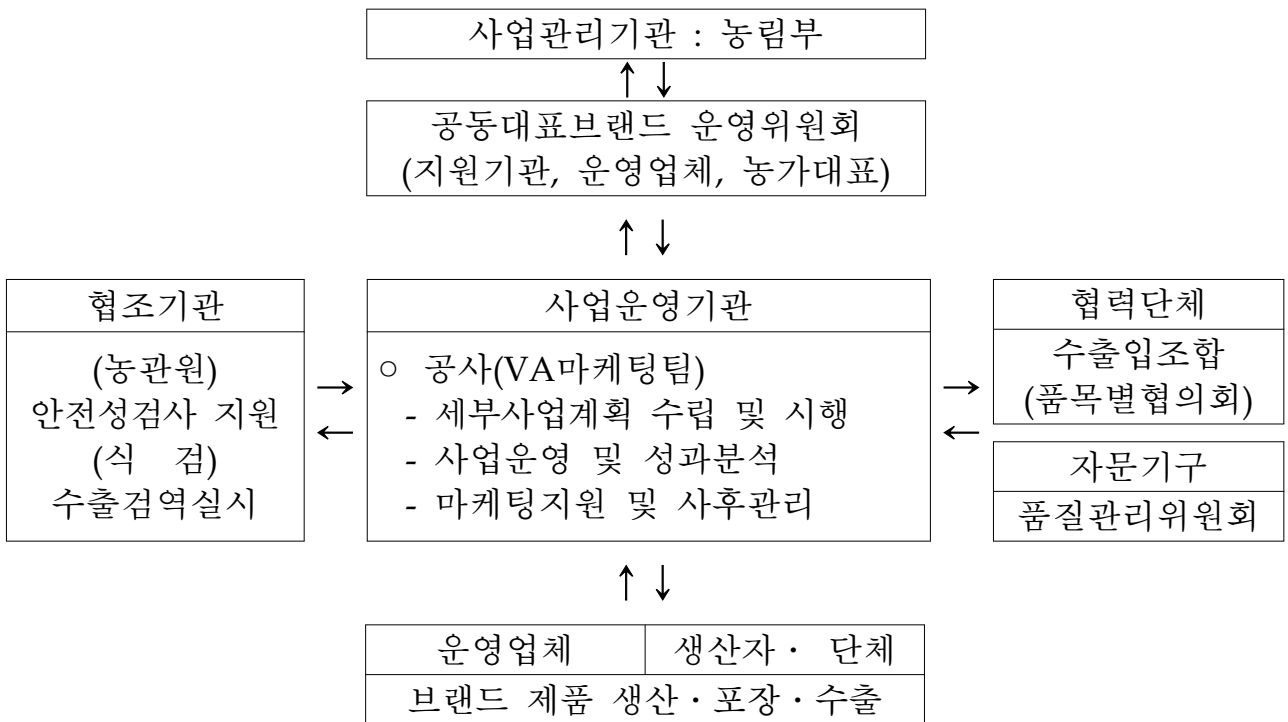 사업관리기관 : 농림부
↑ ↓
공동대표브랜드 운영위원회
(지원기관, 운영업체, 농가대표)
↑ ↓
협조기관
(농관원)
안전성검사 지원
(식 검)
수출검역실시
→
←
사업운영기관
○ 공사(VA마케팅팀)
- 세부사업계획 수립 및 시행
- 사업운영 및 성과분석
- 마케팅지원 및 사후관리
→
←
협력단체
수출입조합
(품목별협의회)
자문기구
품질관리위원회
↑ ↓
운영업체 생산자· 단체
브랜드 제품 생산·포장·수출